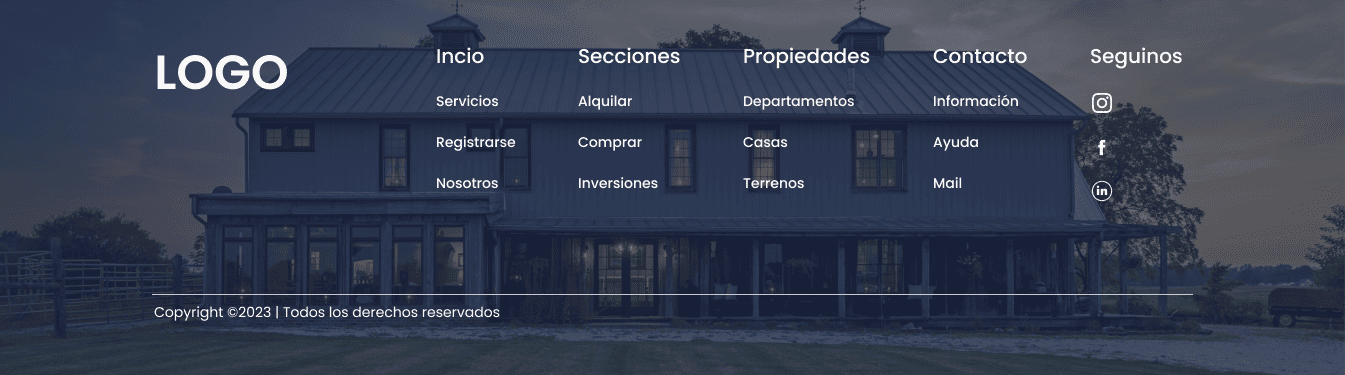 LOGO
Incio
Servicios
Registrarse
Nosotros
Secciones
Alquilar
Comprar
Inversiones
Propiedades
Departamentos
Casas
Terrenos
Contacto
Información
Ayuda
Mail
Seguinos
Copyright ©2023 | Todos los derechos reservados